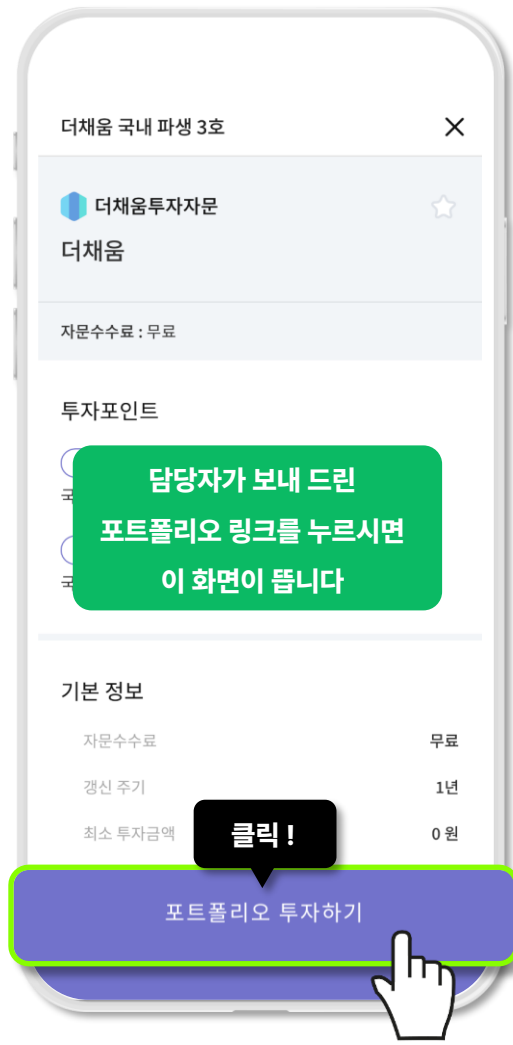 더채움 국내 파생 3호
더채움투자자문
더채움
자문수수료 : 무료
투자포인트
국
담당자가 보내 드린
포트폴리오 링크를 누르시면
이 화면이 뜹니다
국
기본 정보
자문수수료 무료
갱신 주기 1년
최소 투자금액 0 원
클릭 !
포트폴리오 투자하기